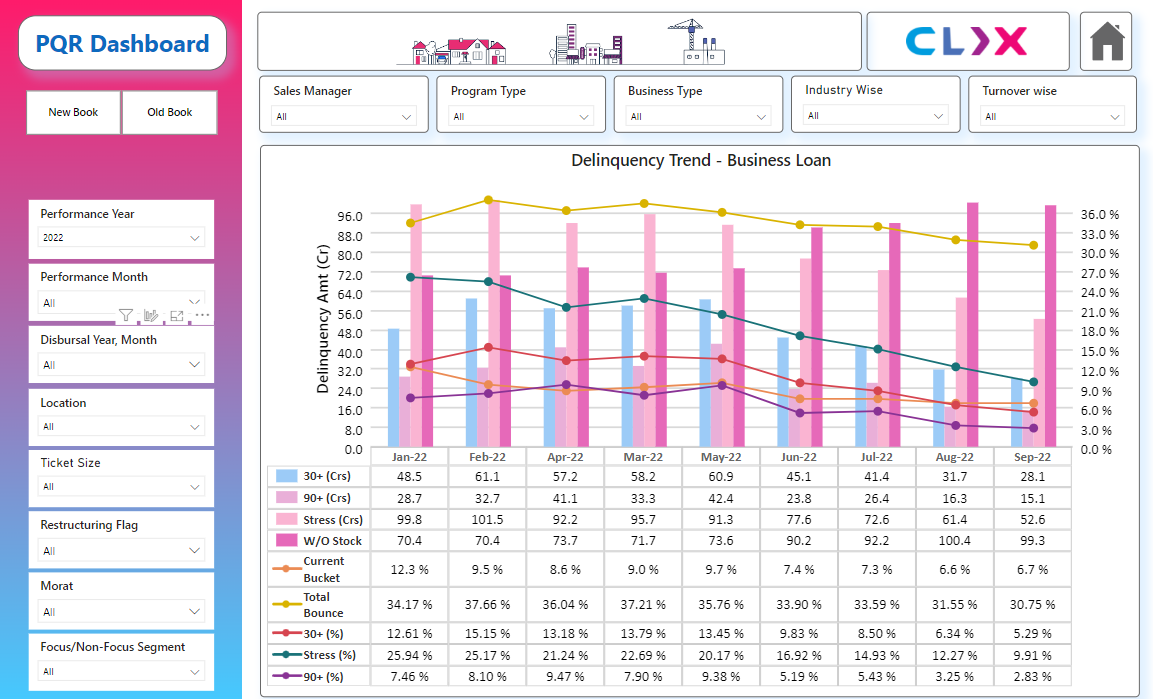 PQR Dashboard
CLXX
New Book
Old Book
Sales Manager
All
Program Type
All
Business Type
All
Industry Wise
All
Turnover wise
All
Performance Year
2022
Performance Month
All
Disbursal Year, Month
All
Location
All
Ticket Size
All
Restructuring Flag
All
Morat
All
Focus/Non-Focus Segment
All
Delinquency Trend - Business Loan
Delinquency Amt (Cr)
96.0
88.0
80.0
72.0
64.0
56.0
48.0
40.0
32.0
24.0
16.0
8.0
0.0
36.0 %
33.0 %
30.0 %
27.0 %
24.0 %
21.0 %
18.0 %
15.0 %
12.0 %
9.0 %
6.0 %
3.0 %
0.0 %
Jan-22 Feb-22 Apr-22 Mar-22 May-22 Jun-22 Jul-22 Aug-22 Sep-22
30+ (Crs) 48.5 61.1 57.2 58.2 60.9 45.1 41.4 31.7 28.1
90+ (Crs) 28.7 32.7 41.1 33.3 42.4 23.8 26.4 16.3 15.1
Stress (Crs) 99.8 101.5 92.2 95.7 91.3 77.6 72.6 61.4 52.6
W/O Stock 70.4 70.4 73.7 71.7 73.6 90.2 92.2 100.4 99.3
Current
Bucket 12.3 % 9.5 % 8.6 % 9.0 % 9.7 % 7.4 % 7.3 % 6.6 % 6.7 %
Total
Bounce 34.17 % 37.66 % 36.04 % 37.21 % 35.76 % 33.90 % 33.59 % 31.55 % 30.75 %
30+ (%) 12.61 % 15.15 % 13.18 % 13.79 % 13.45 % 9.83 % 8.50 % 6.34 % 5.29 %
Stress (%) 25.94 % 25.17 % 21.24 % 22.69 % 20.17 % 16.92 % 14.93 % 12.27 % 9.91 %
90+ (%) 7.46 % 8.10 % 9.47 % 7.90 % 9.38 % 5.19 % 5.43 % 3.25 % 2.83 %